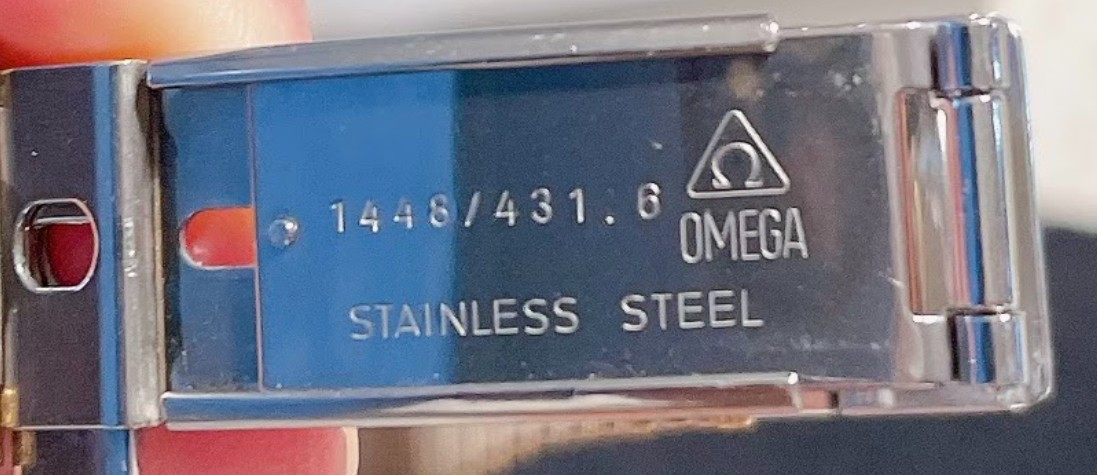 Ω
1448/431.6
OMEGA
STAINLESS STEEL